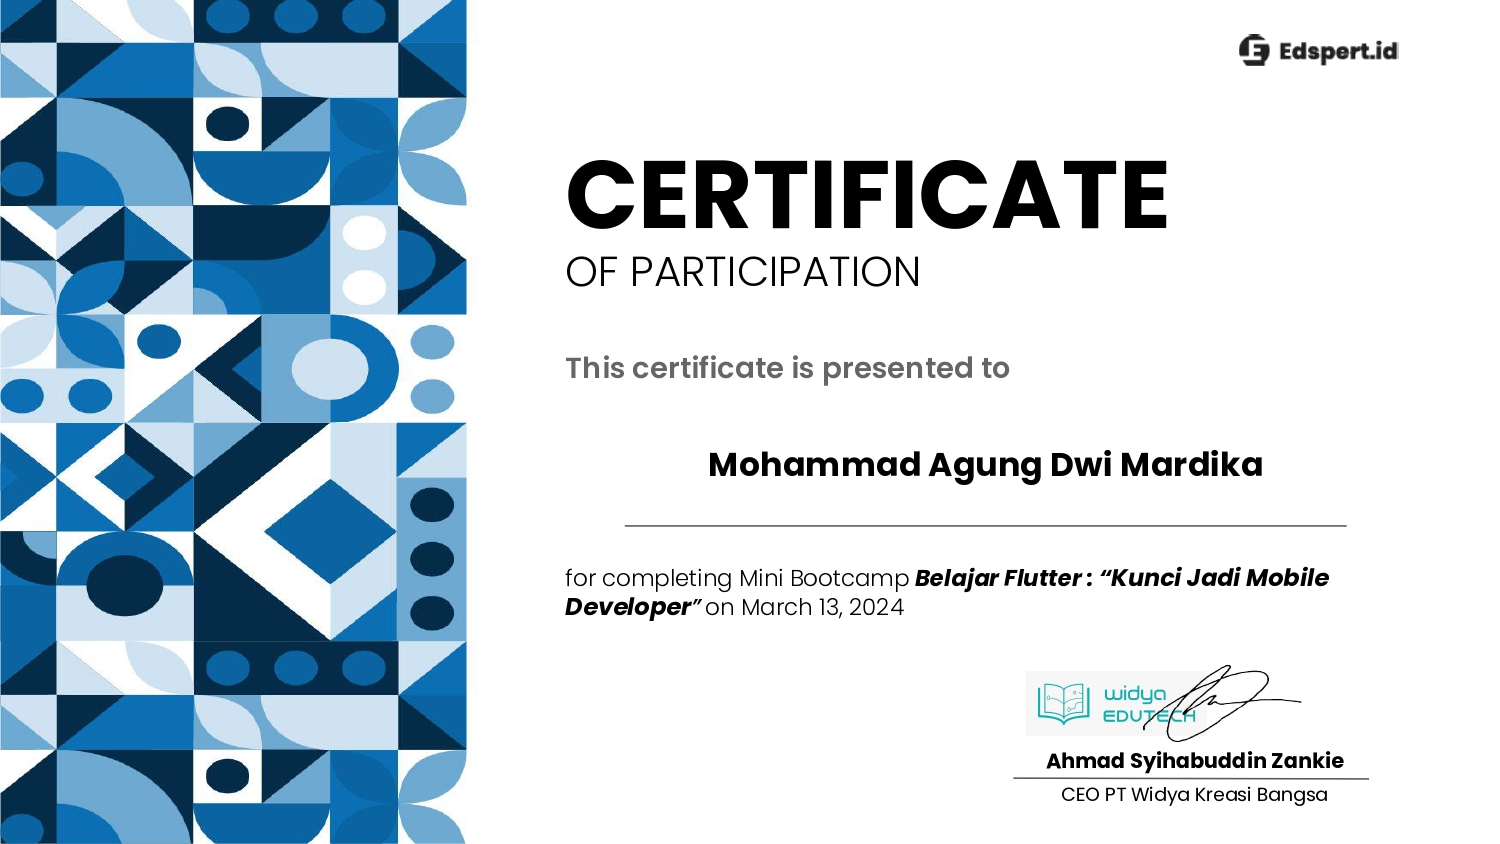 Edspert.id
CERTIFICATE
OF PARTICIPATION
This certificate is presented to
Mohammad Agung Dwi Mardika
for completing Mini Bootcamp Belajar Flutter : “Kunci Jadi Mobile
Developer” on March 13, 2024
widya
EDUTECH
Ahmad Syihabuddin Zankie
CEO PT Widya Kreasi Bangsa